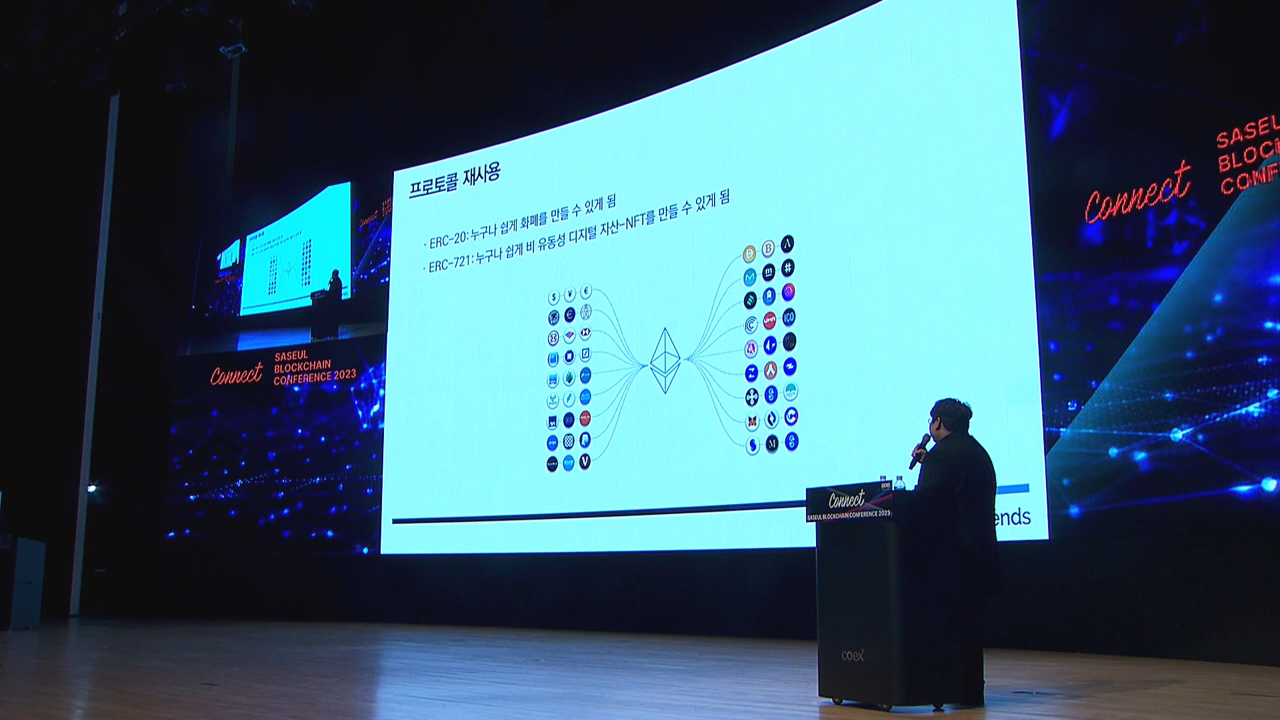 프로토콜 재사용
· ERC-20: 누구나 쉽게 화폐를 만들 수 있게 됨
· ERC-721: 누구나 쉽게 비 유동성 디지털 자산-NFT를 만들 수 있게 됨
ends
Connect
SASEUL
BLOCKCHAIN
CONFERENCE 2023
Connect
SASEUL
BLOC
CONF
Connect
SASEUL BLOCKCHAIN CONFERENCE 2023
coex